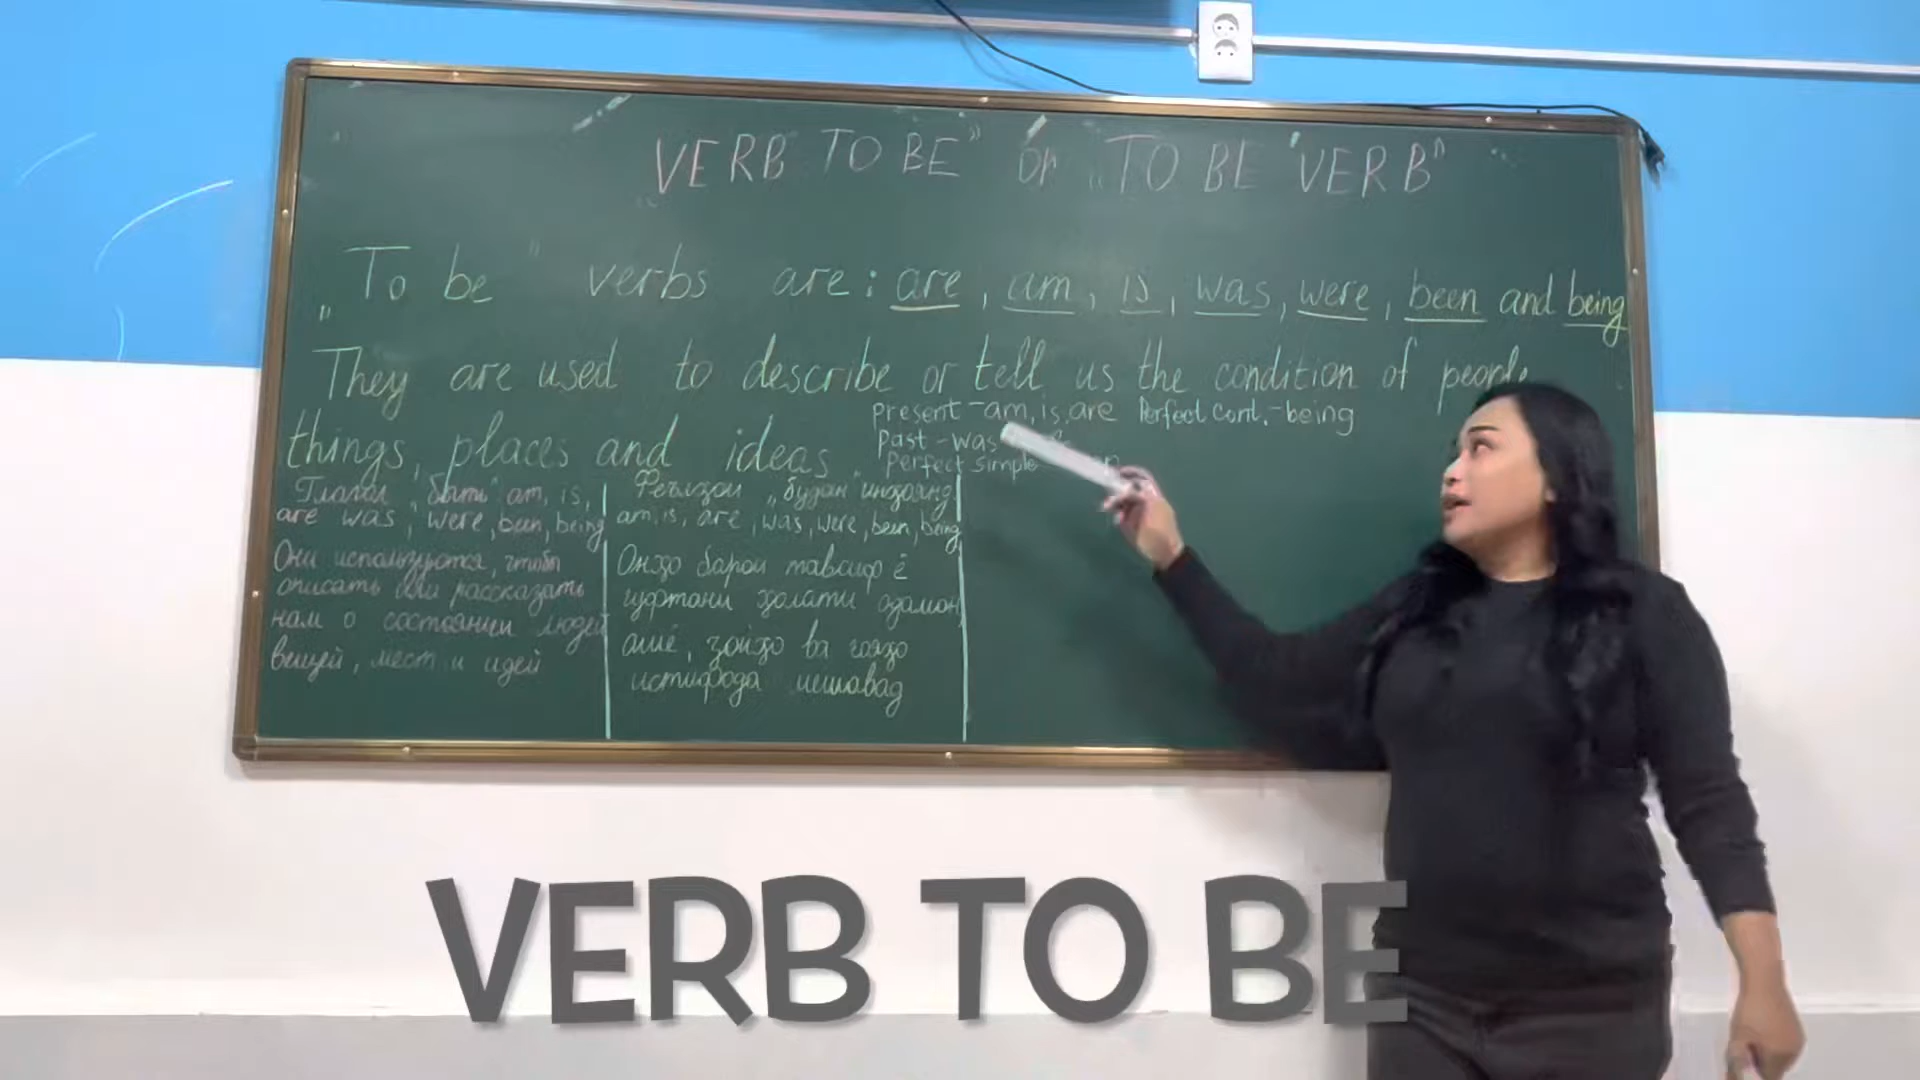 VERB TO BE" or "TO BE "VERB"
"To be" verbs are: are, am, is, was, were, been and being
They are used to describe or tell us the condition of people
things, places and ideas.
present - am, is, are Perfect Cont. - being
Past - was
Perfect simple
Глагол "быть" am, is,
are was, were, been, being
Они используются, чтобы
описать или рассказать
нам о состоянии людей
вещей, мест и идей
Феълҳои "будан" инҳоянд
am, is, are, was, were, been, being
Онҳо барои тавсиф ё
гуфтани ҳолати одамон
ашё, ҷойҳо ва ғояҳо
истифода мешавад
VERB TO BE